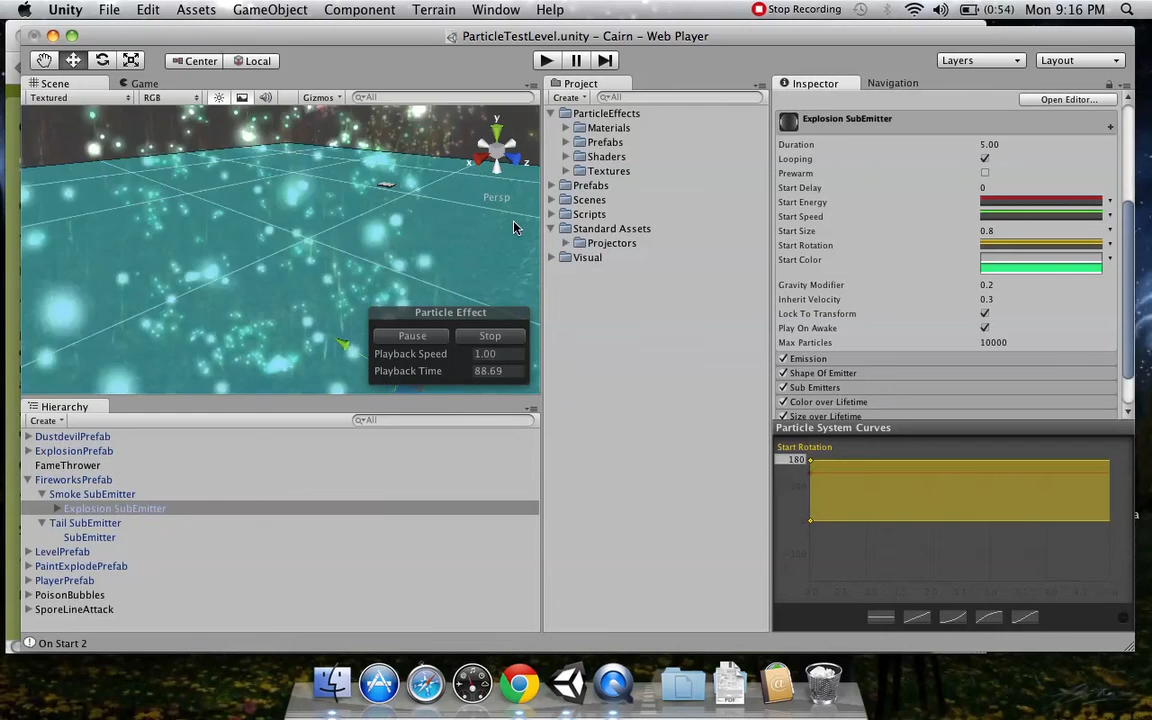 Unity File Edit Assets GameObject Component Terrain Window Help Stop Recording (0:54) Mon 9:16 PM
ParticleTestLevel.unity – Cairn – Web Player
Center Local Layers Layout
Scene Game Project Inspector Navigation
Textured RGB Gizmos All Create All Open Editor...
ParticleEffects
Materials
Prefabs
Shaders
Textures
Prefabs
Scenes
Scripts
Standard Assets
Projectors
Visual
y
x z
Persp
Particle Effect
Pause Stop
Playback Speed 1.00
Playback Time 88.69
Explosion SubEmitter
Duration 5.00
Looping
Prewarm
Start Delay 0
Start Energy
Start Speed
Start Size 0.8
Start Rotation
Start Color
Gravity Modifier 0.2
Inherit Velocity 0.3
Lock To Transform
Play On Awake
Max Particles 10000
Emission
Shape Of Emitter
Sub Emitters
Color over Lifetime
Size over Lifetime
Particle System Curves
Start Rotation
180
Hierarchy
Create All
DustdevilPrefab
ExplosionPrefab
FameThrower
FireworksPrefab
Smoke SubEmitter
Explosion SubEmitter
Tail SubEmitter
SubEmitter
LevelPrefab
PaintExplodePrefab
PlayerPrefab
PoisonBubbles
SporeLineAttack
On Start 2
PDF